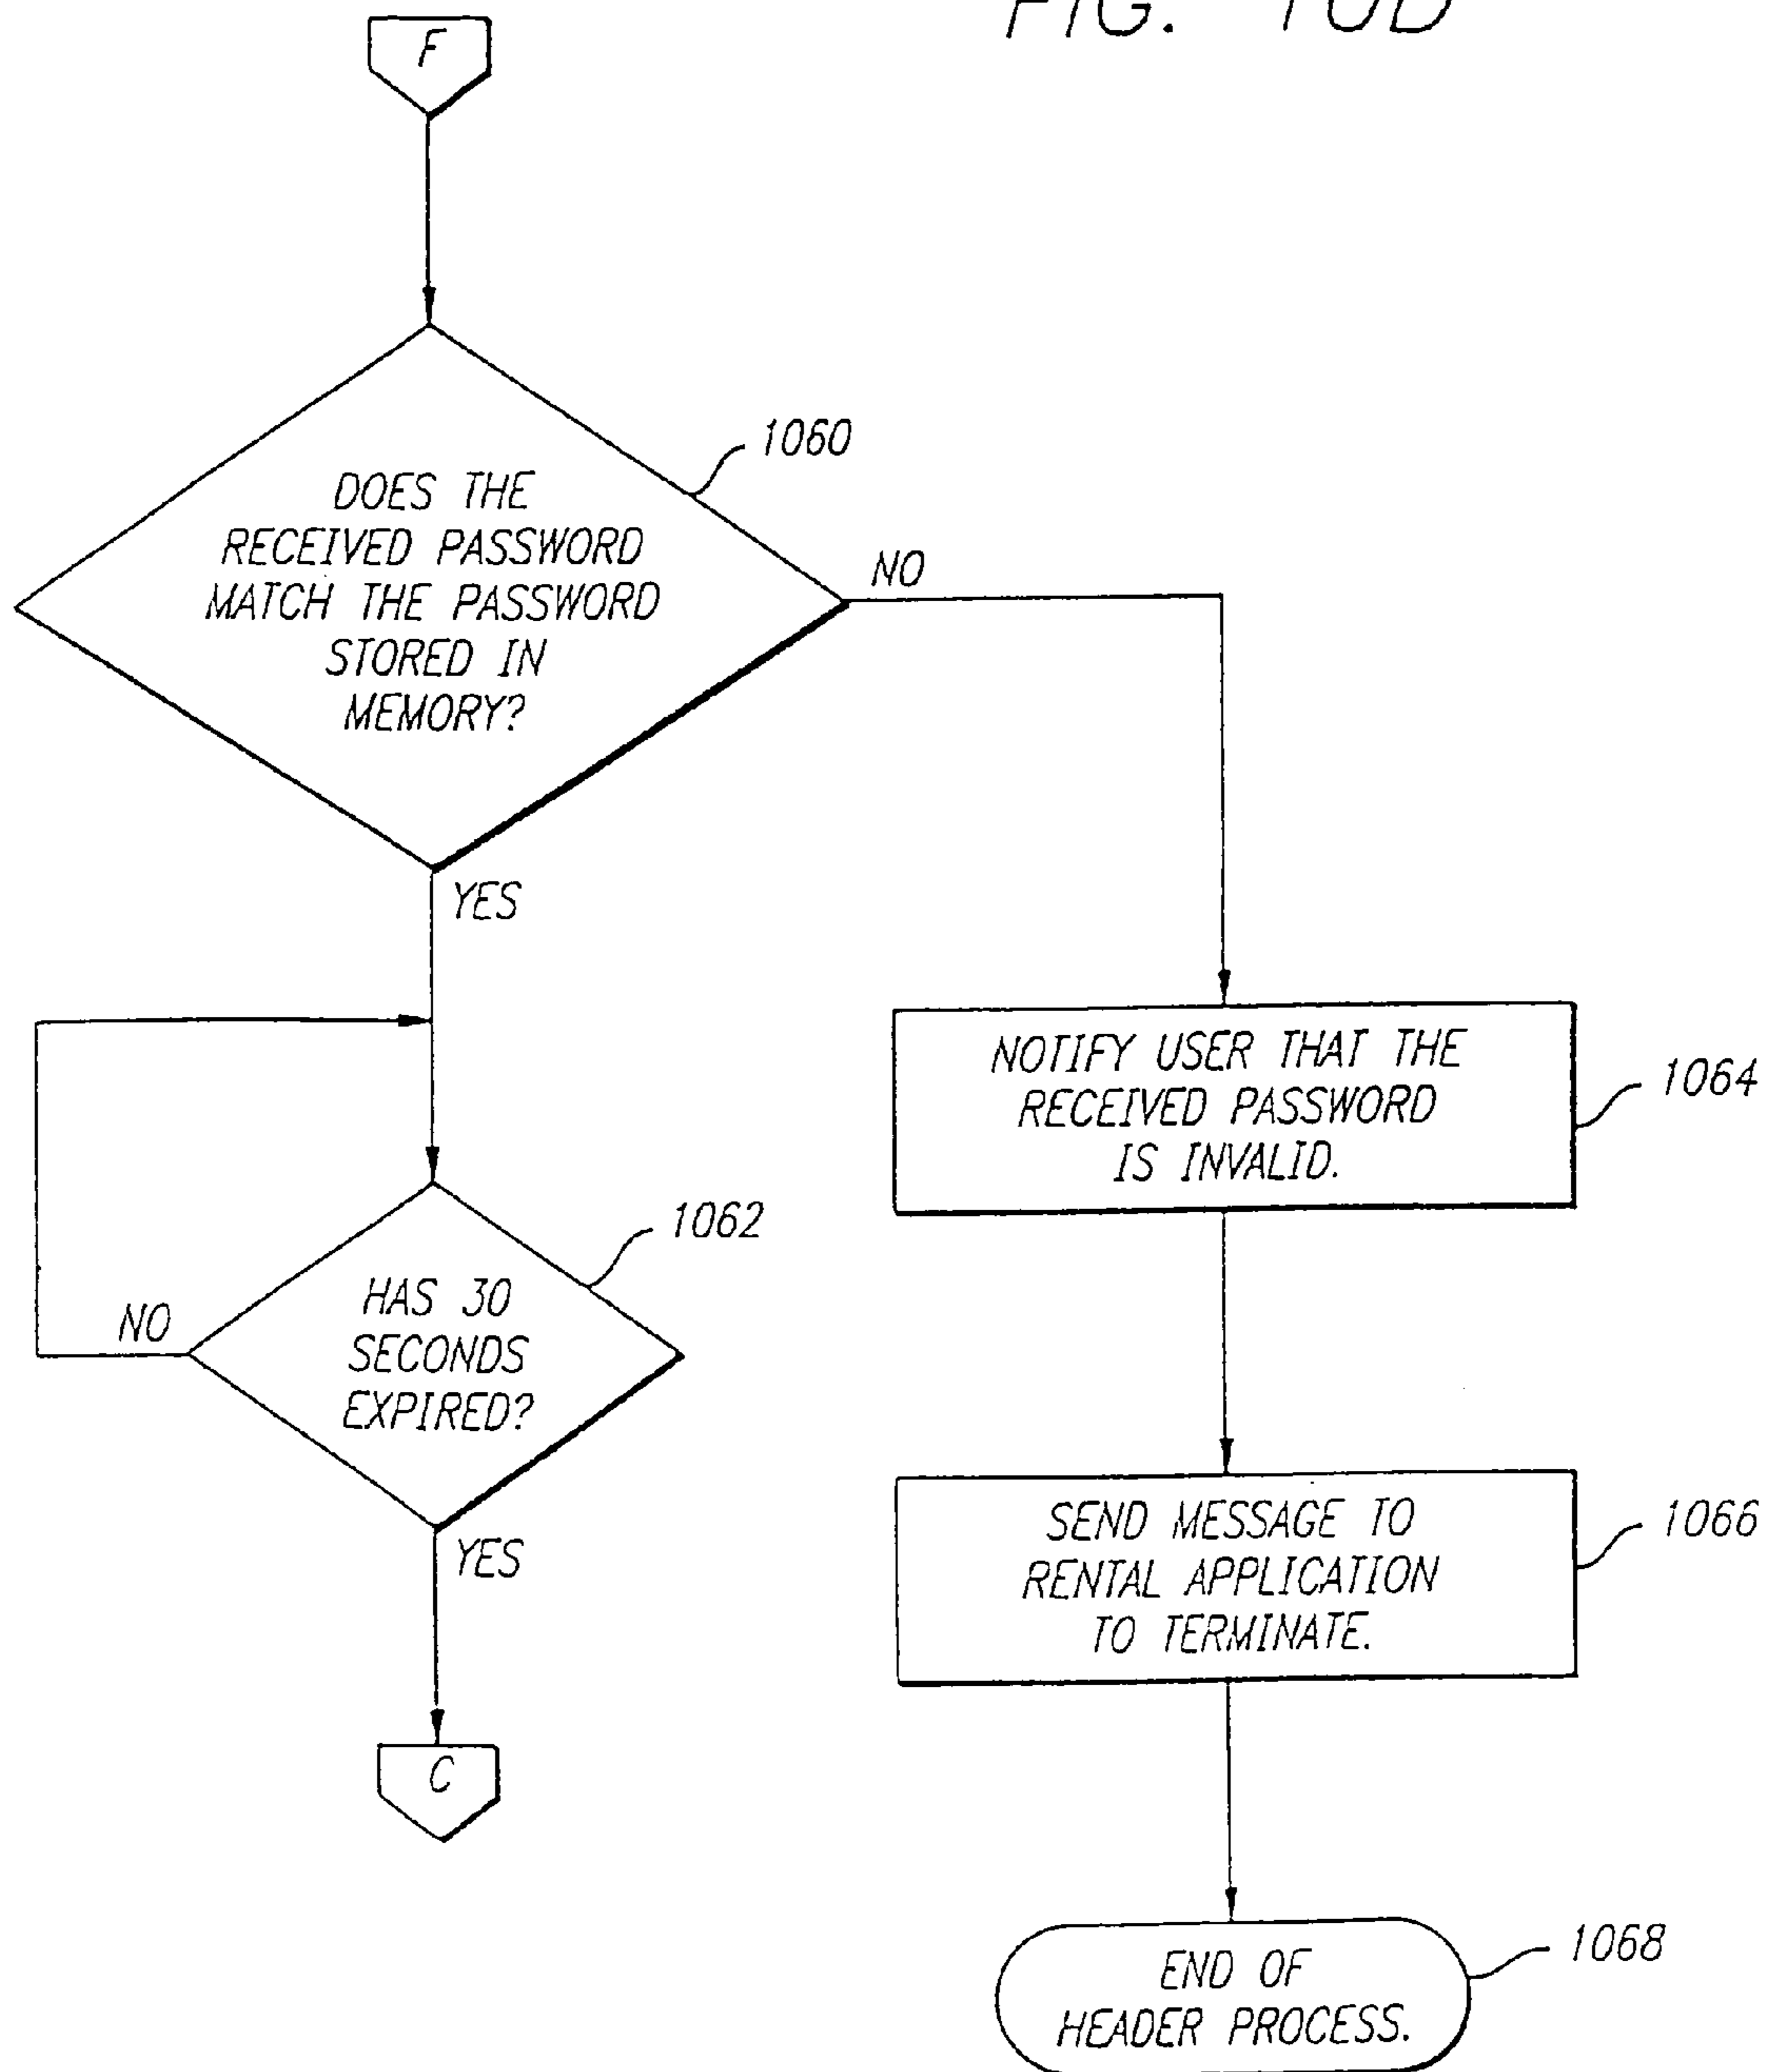 FIG. 10D
F
1060
DOES THE
RECEIVED PASSWORD
MATCH THE PASSWORD
STORED IN
MEMORY?
NO
YES
NOTIFY USER THAT THE
RECEIVED PASSWORD
IS INVALID.
1064
1062
HAS 30
SECONDS
EXPIRED?
NO
YES
SEND MESSAGE TO
RENTAL APPLICATION
TO TERMINATE.
1066
C
END OF
HEADER PROCESS.
1068